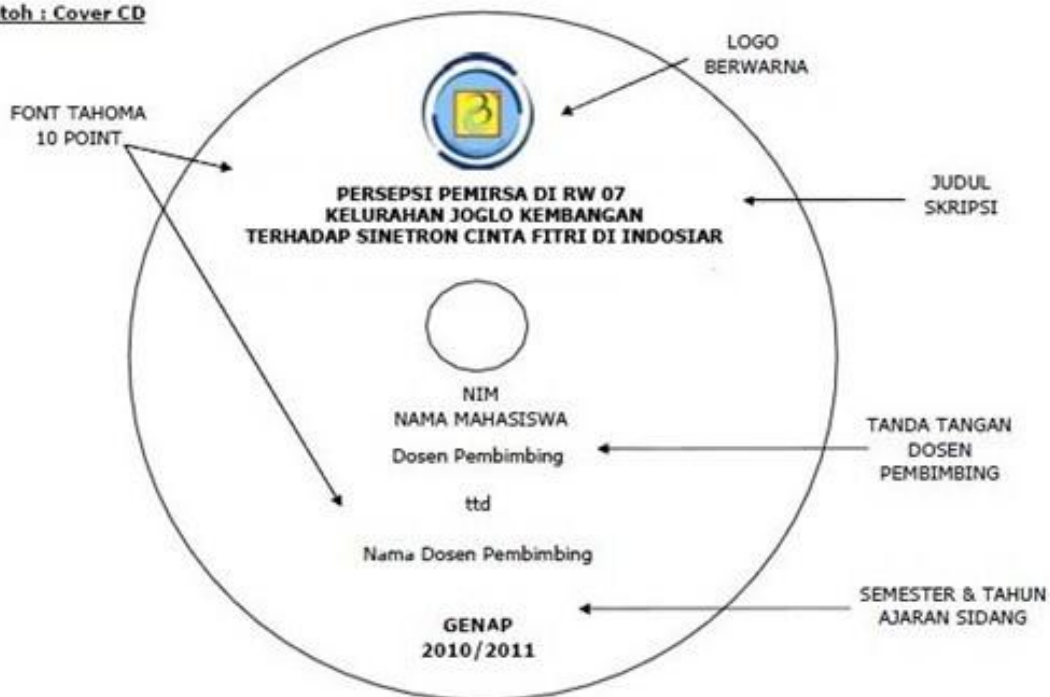 toh : Cover CD
LOGO
BERWARNA
FONT TAHOMA
10 POINT
PERSEPSI PEMIRSA DI RW 07
KELURAHAN JOGLO KEMBANGAN
TERHADAP SINETRON CINTA FITRI DI INDOSIAR
JUDUL
SKRIPSI
NIM
NAMA MAHASISWA
Dosen Pembimbing
ttd
Nama Dosen Pembimbing
TANDA TANGAN
DOSEN
PEMBIMBING
GENAP
2010/2011
SEMESTER & TAHUN
AJARAN SIDANG